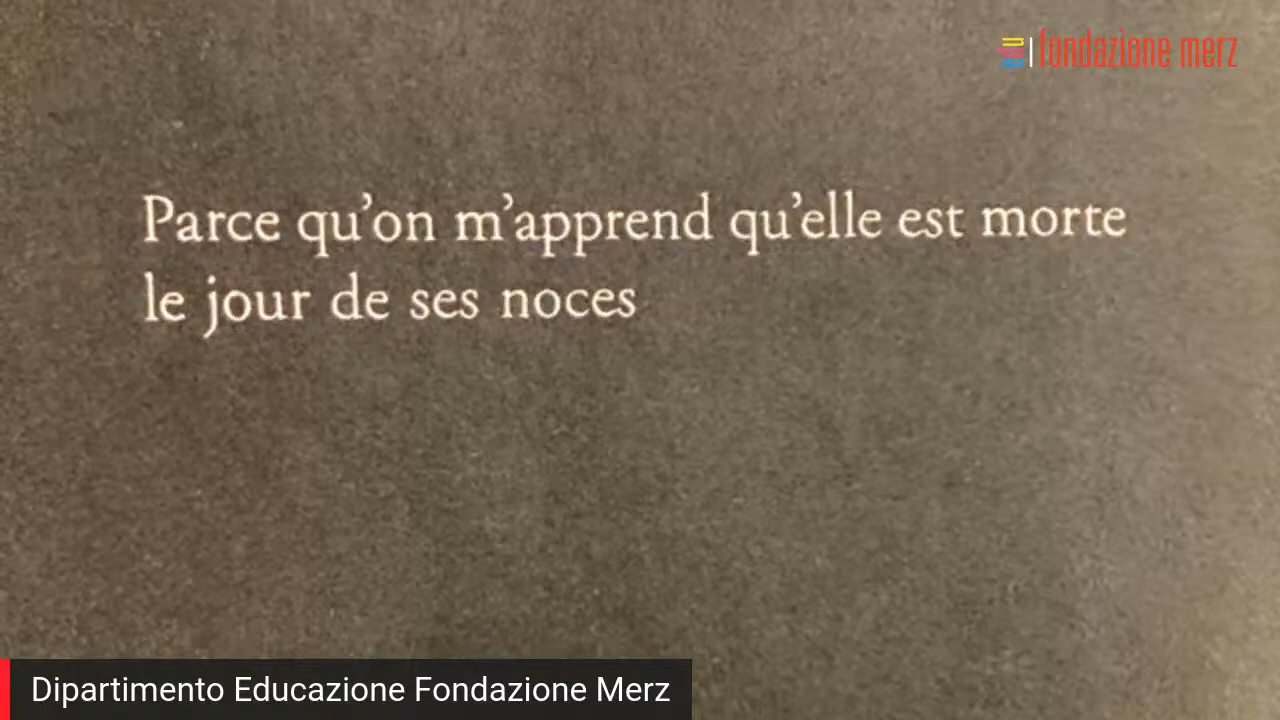 edu | fondazione merz
Parce qu'on m'apprend qu'elle est morte
le jour de ses noces
Dipartimento Educazione Fondazione Merz